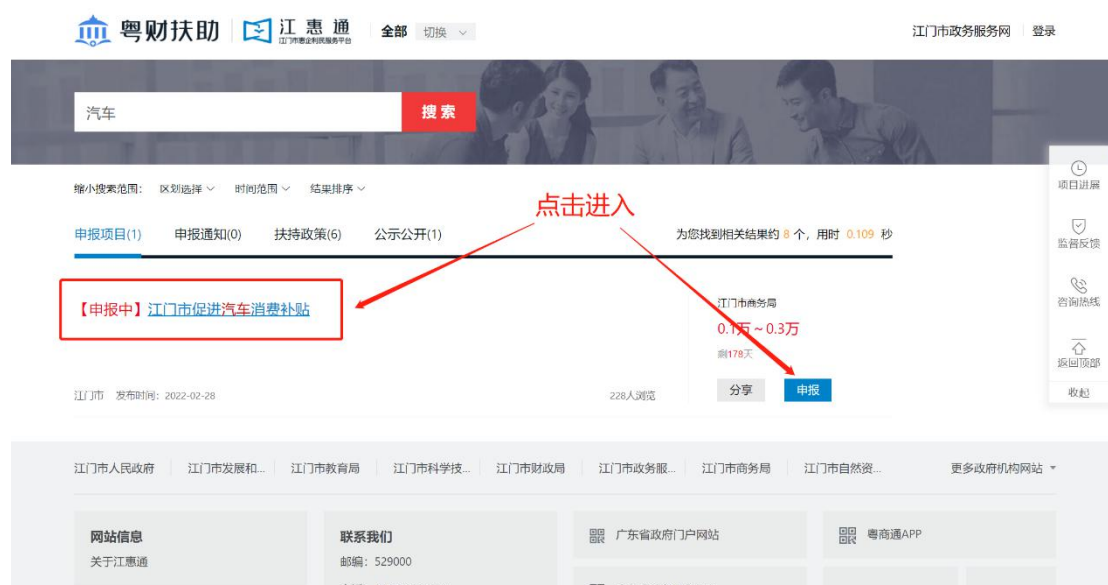 粤财扶助 江惠通 全部 切换 江门市政务服务网 登录
江门市惠企利民服务平台
汽车 搜索
项目进展
缩小搜索范围: 区划选择 时间范围 结果排序
点击进入
申报项目(1) 申报通知(0) 扶持政策(6) 公示公开(1) 为您找到相关结果约 8 个，用时 0.109 秒
监督反馈
【申报中】江门市促进汽车消费补贴
江门市商务局
咨询热线
0.1万～0.3万
剩178天
返回顶部
分享 申报
收起
江门市 发布时间: 2022-02-28 228人浏览
江门市人民政府 江门市发展和... 江门市教育局 江门市科学技... 江门市财政局 江门市政务服... 江门市商务局 江门市自然资... 更多政府机构网站
网站信息 联系我们 广东省政府门户网站 粤商通APP
关于江惠通 邮编: 529000